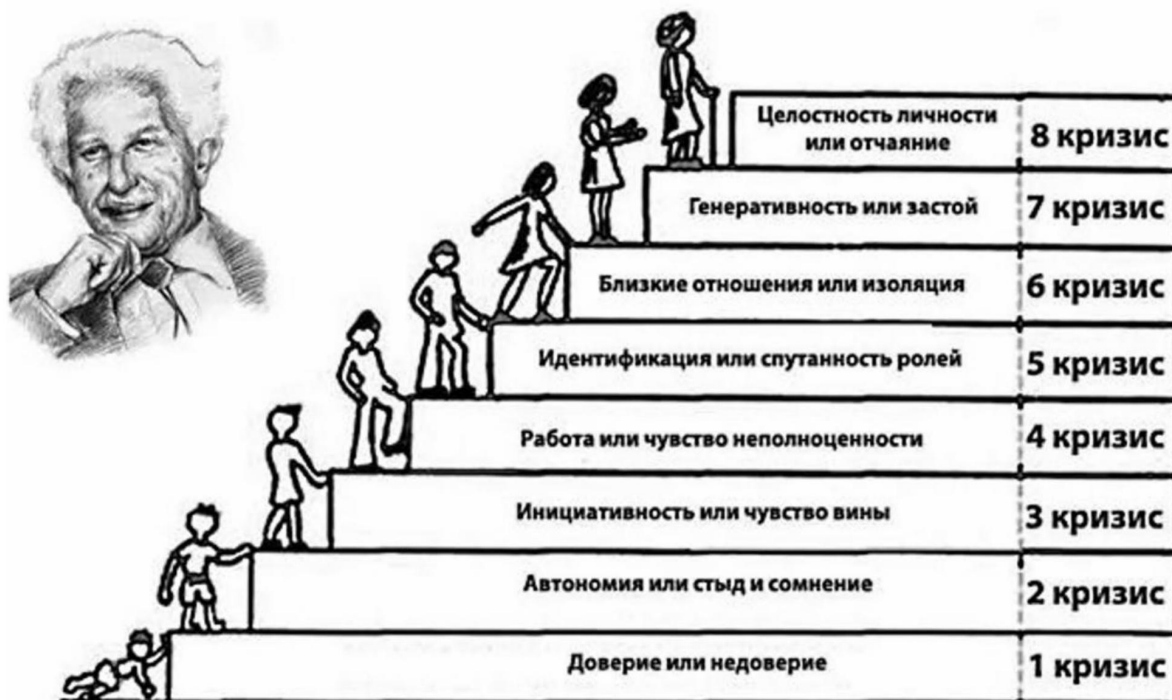 Целостность личности
или отчаяние
8 кризис
Генеративность или застой
7 кризис
Близкие отношения или изоляция
6 кризис
Идентификация или спутанность ролей
5 кризис
Работа или чувство неполноценности
4 кризис
Инициативность или чувство вины
3 кризис
Автономия или стыд и сомнение
2 кризис
Доверие или недоверие
1 кризис